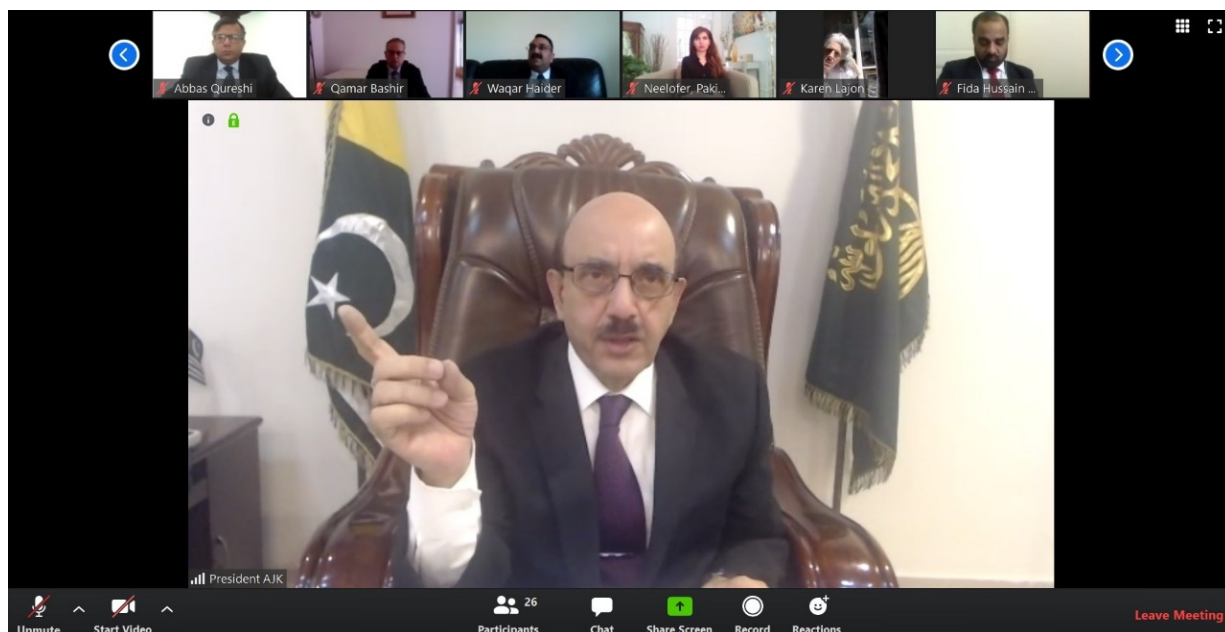 Abbas Qureshi
Qamar Bashir
Waqar Haider
Neelofer, Paki...
Karen Lajon
Fida Hussain ...
President AJK
Unmute
Start Video
26
Participants
Chat
Share Screen
Record
Reactions
Leave Meeting